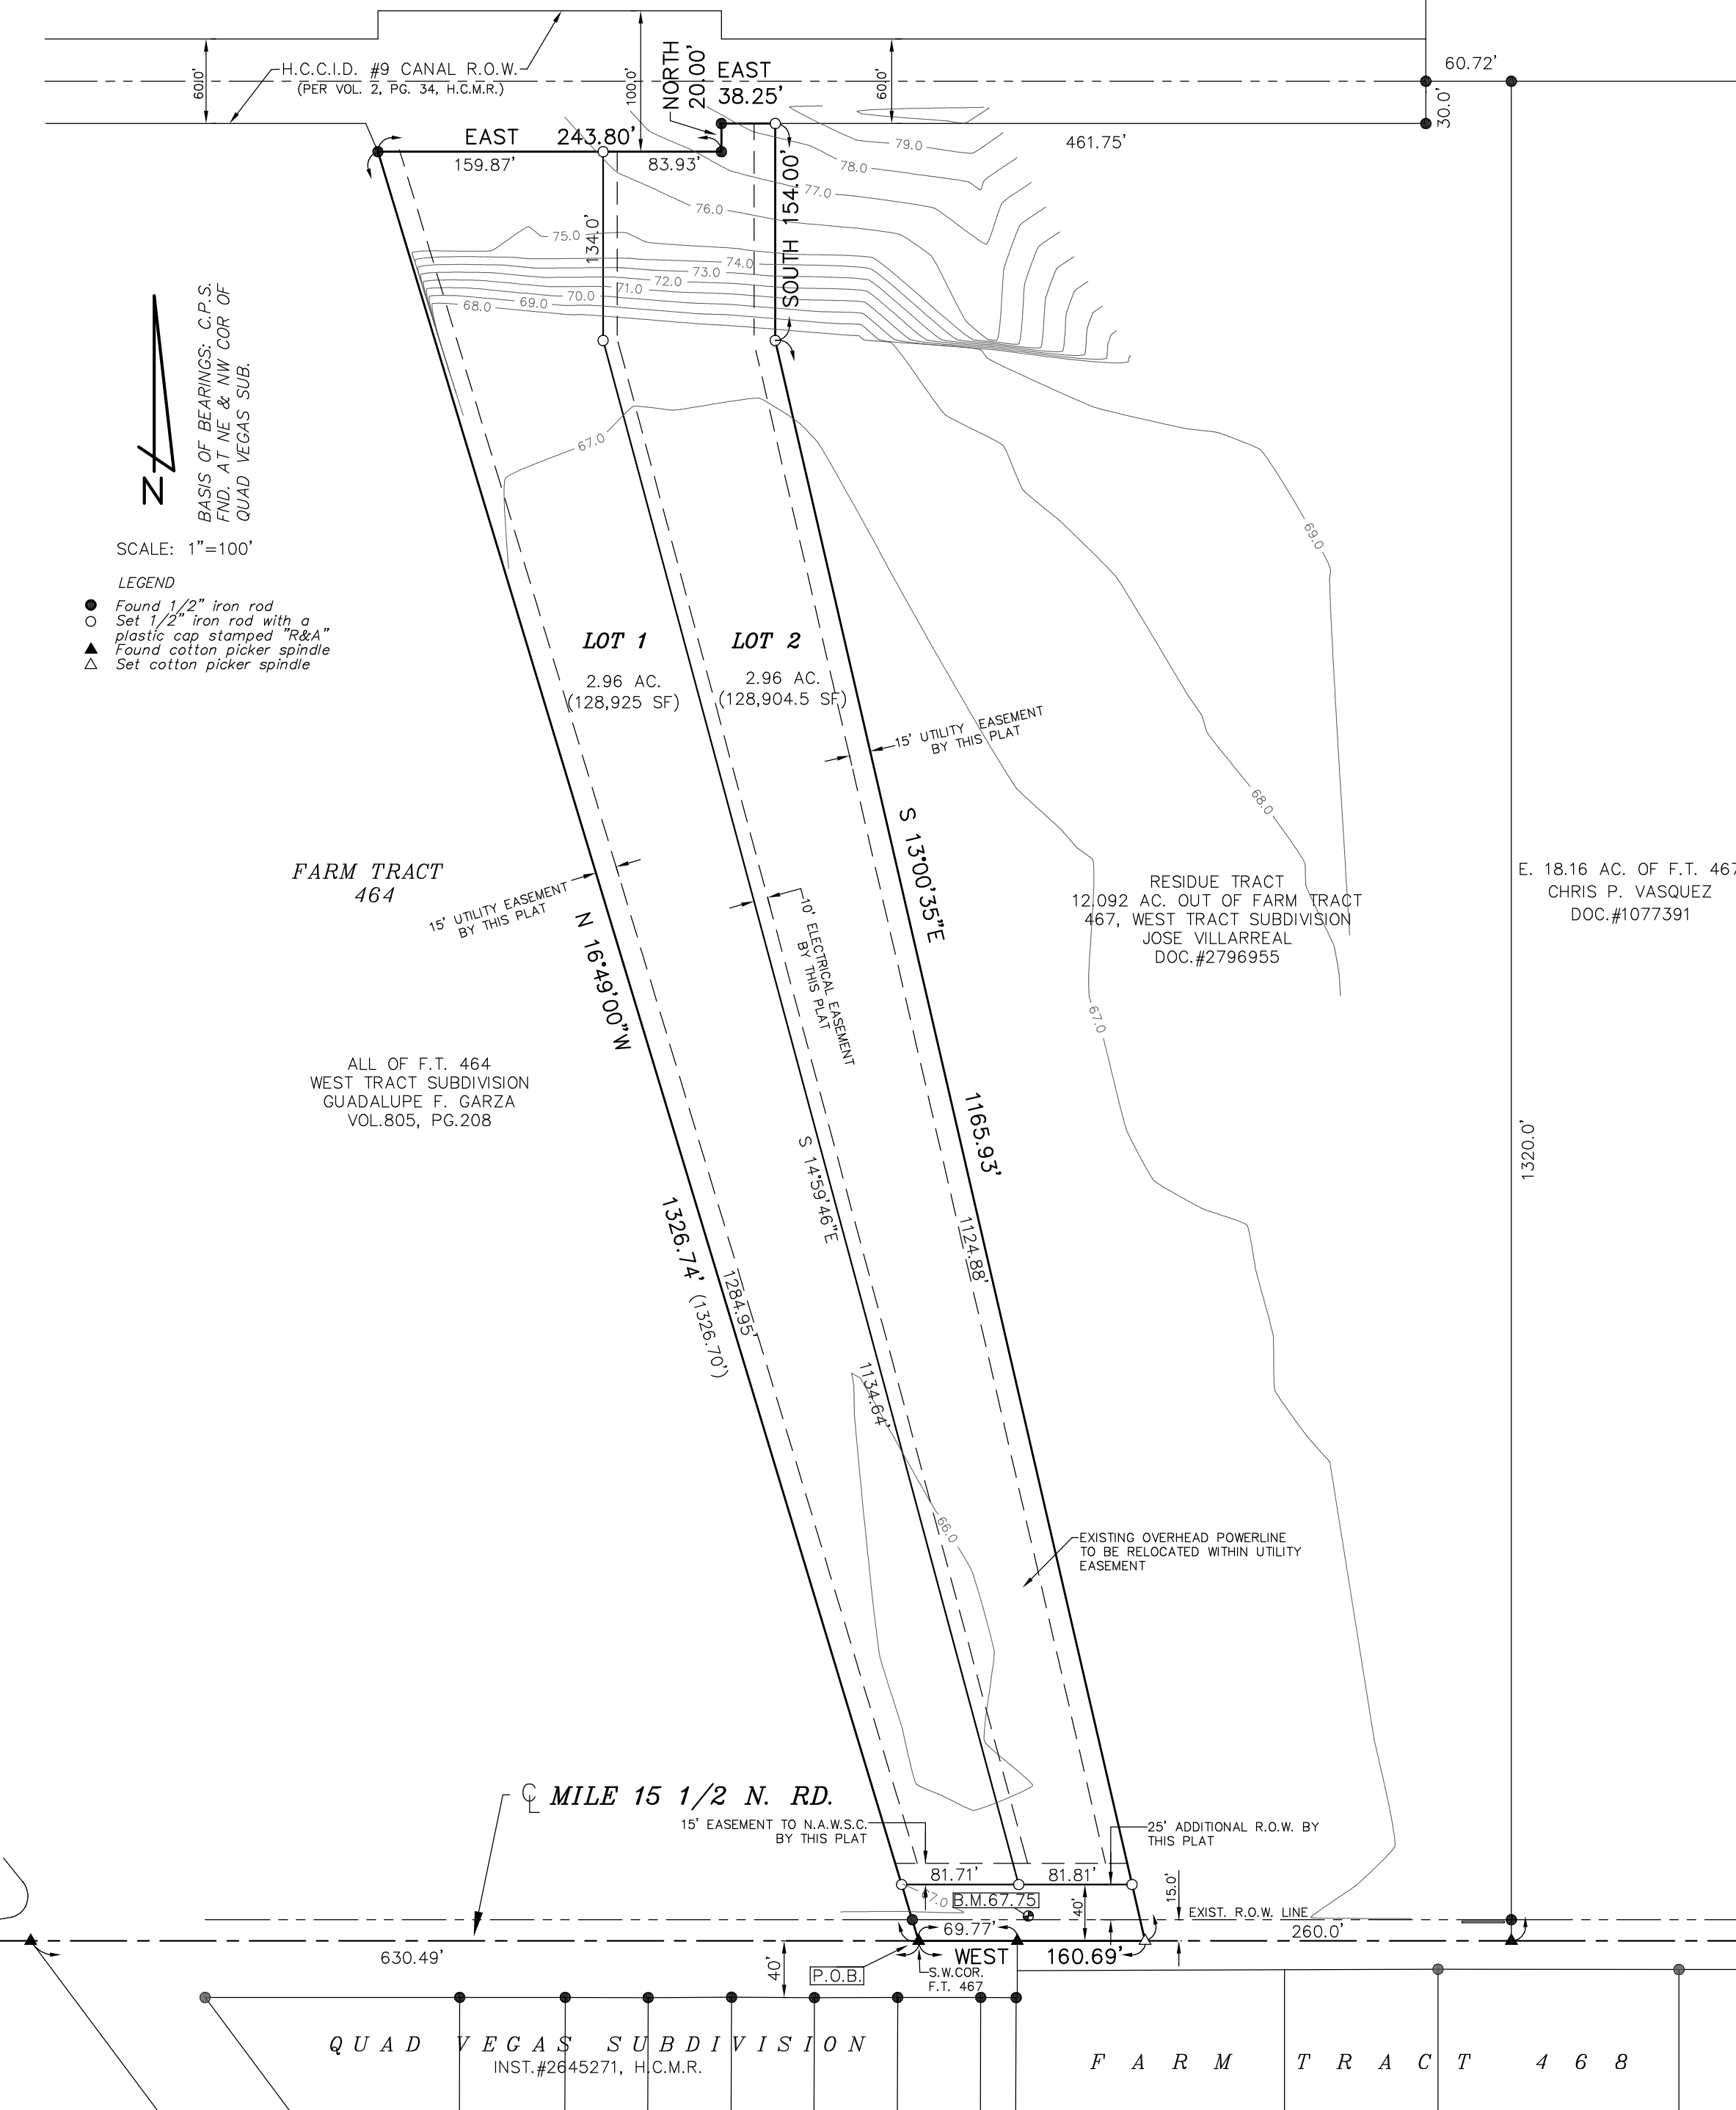 60.0'
H.C.C.I.D. #9 CANAL R.O.W.
(PER VOL. 2, PG. 34, H.C.M.R.)
100.0'
NORTH
20.00'
EAST
38.25'
60.0'
60.72'
30.0'
461.75'
EAST 243.80'
159.87'
83.93'
134.0'
SOUTH 154.00'
79.0
78.0
77.0
76.0
75.0
74.0
73.0
72.0
71.0
70.0
69.0
68.0
67.0
69.0
68.0
67.0
66.0
N
BASIS OF BEARINGS: C.P.S.
FND. AT NE & NW COR OF
QUAD VEGAS SUB.
SCALE: 1"=100'
LEGEND
Found 1/2" iron rod
Set 1/2" iron rod with a
plastic cap stamped "R&A"
Found cotton picker spindle
Set cotton picker spindle
LOT 1
2.96 AC.
(128,925 SF)
LOT 2
2.96 AC.
(128,904.5 SF)
15' UTILITY EASEMENT
BY THIS PLAT
FARM TRACT
464
15' UTILITY EASEMENT
BY THIS PLAT
N 16°49'00"W
10' ELECTRICAL EASEMENT
BY THIS PLAT
S 13°00'35"E
RESIDUE TRACT
12.092 AC. OUT OF FARM TRACT
467, WEST TRACT SUBDIVISION
JOSE VILLARREAL
DOC.#2796955
E. 18.16 AC. OF F.T. 467
CHRIS P. VASQUEZ
DOC.#1077391
ALL OF F.T. 464
WEST TRACT SUBDIVISION
GUADALUPE F. GARZA
VOL.805, PG.208
S 14°59'46"E
1165.93'
1320.0'
1326.74' (1326.70')
1284.95'
1124.88'
1134.64'
EXISTING OVERHEAD POWERLINE
TO BE RELOCATED WITHIN UTILITY
EASEMENT
℄ MILE 15 1/2 N. RD.
15' EASEMENT TO N.A.W.S.C.
BY THIS PLAT
25' ADDITIONAL R.O.W. BY
THIS PLAT
81.71'
81.81'
67.0
B.M.67.75
40'
15.0'
EXIST. R.O.W. LINE
69.77'
260.0'
630.49'
40'
WEST 160.69'
P.O.B.
S.W.COR.
F.T. 467
QUAD VEGAS SUBDIVISION
INST.#2645271, H.C.M.R.
FARM TRACT 468